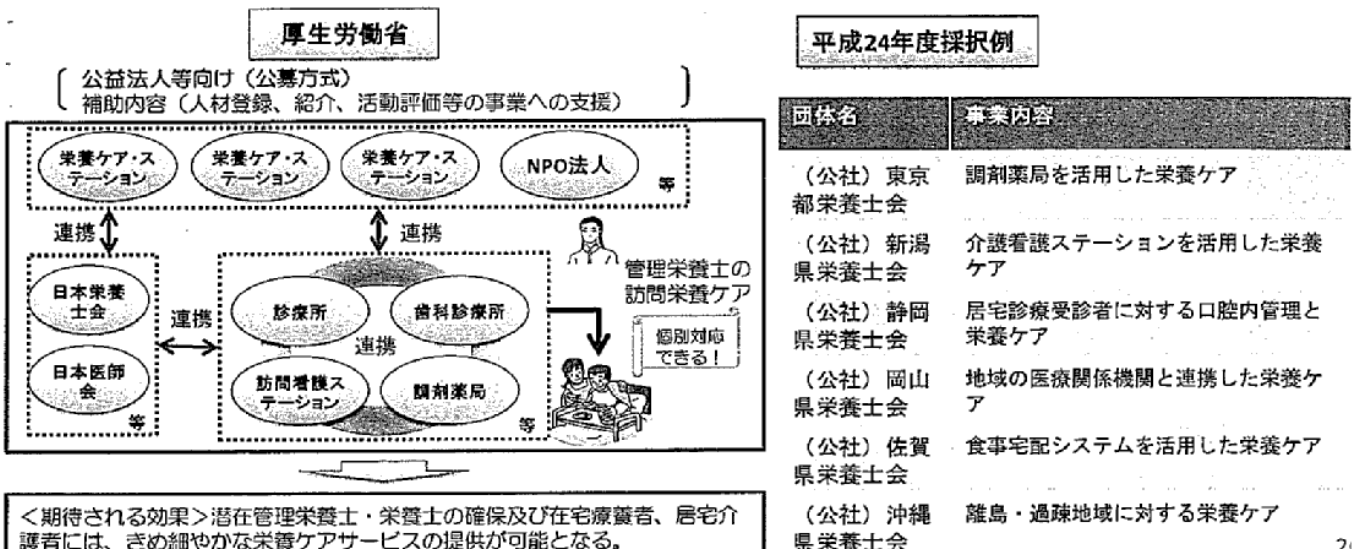 厚生労働省
公益法人等向け（公募方式）
補助内容（人材登録、紹介、活動評価等の事業への支援）
栄養ケア・ス
テーション
栄養ケア・ス
テーション
栄養ケア・ス
テーション
NPO法人
等
連携
連携
日本栄養
士会
日本医師
会
等
連携
診療所
歯科診療所
連携
訪問看護ス
テーション
調剤薬局
等
管理栄養士の
訪問栄養ケア
個別対応
できる！
＜期待される効果＞潜在管理栄養士・栄養士の確保及び在宅療養者、居宅介
護者には、きめ細やかな栄養ケアサービスの提供が可能となる。
平成24年度採択例
団体名 事業内容
（公社）東京 調剤薬局を活用した栄養ケア
都栄養士会
（公社）新潟 介護看護ステーションを活用した栄養
県栄養士会 ケア
（公社）静岡 居宅診療受診者に対する口腔内管理と
県栄養士会 栄養ケア
（公社）岡山 地域の医療関係機関と連携した栄養ケ
県栄養士会 ア
（公社）佐賀 食事宅配システムを活用した栄養ケア
県栄養士会
（公社）沖縄 離島・過疎地域に対する栄養ケア
県栄養士会